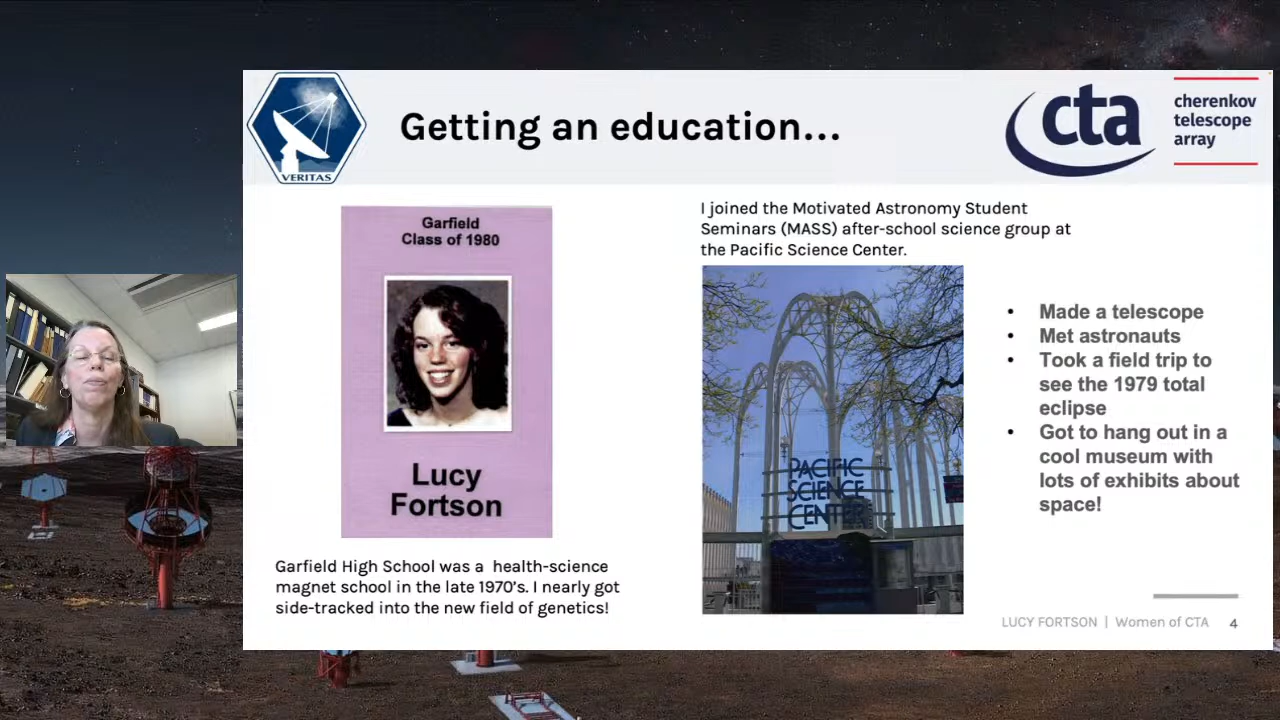 VERITAS
Getting an education...
cta
cherenkov
telescope
array
Garfield
Class of 1980
Lucy
Fortson
Garfield High School was a  health-science
magnet school in the late 1970's. I nearly got
side-tracked into the new field of genetics!
I joined the Motivated Astronomy Student
Seminars (MASS) after-school science group at
the Pacific Science Center.
PACIFIC
SCIENCE
CENTER
• Made a telescope
• Met astronauts
• Took a field trip to
see the 1979 total
eclipse
• Got to hang out in a
cool museum with
lots of exhibits about
space!
LUCY FORTSON | Women of CTA 4